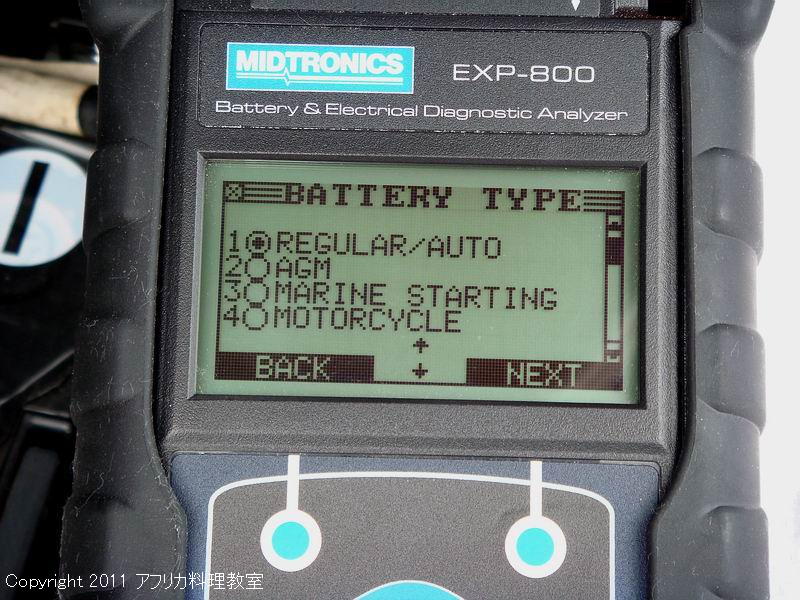 MIDTRONICS
EXP-800
Battery & Electrical Diagnostic Analyzer
BATTERY TYPE
1 REGULAR/AUTO
2 AGM
3 MARINE STARTING
4 MOTORCYCLE
BACK
NEXT
Copyright 2011 アフリカ料理教室